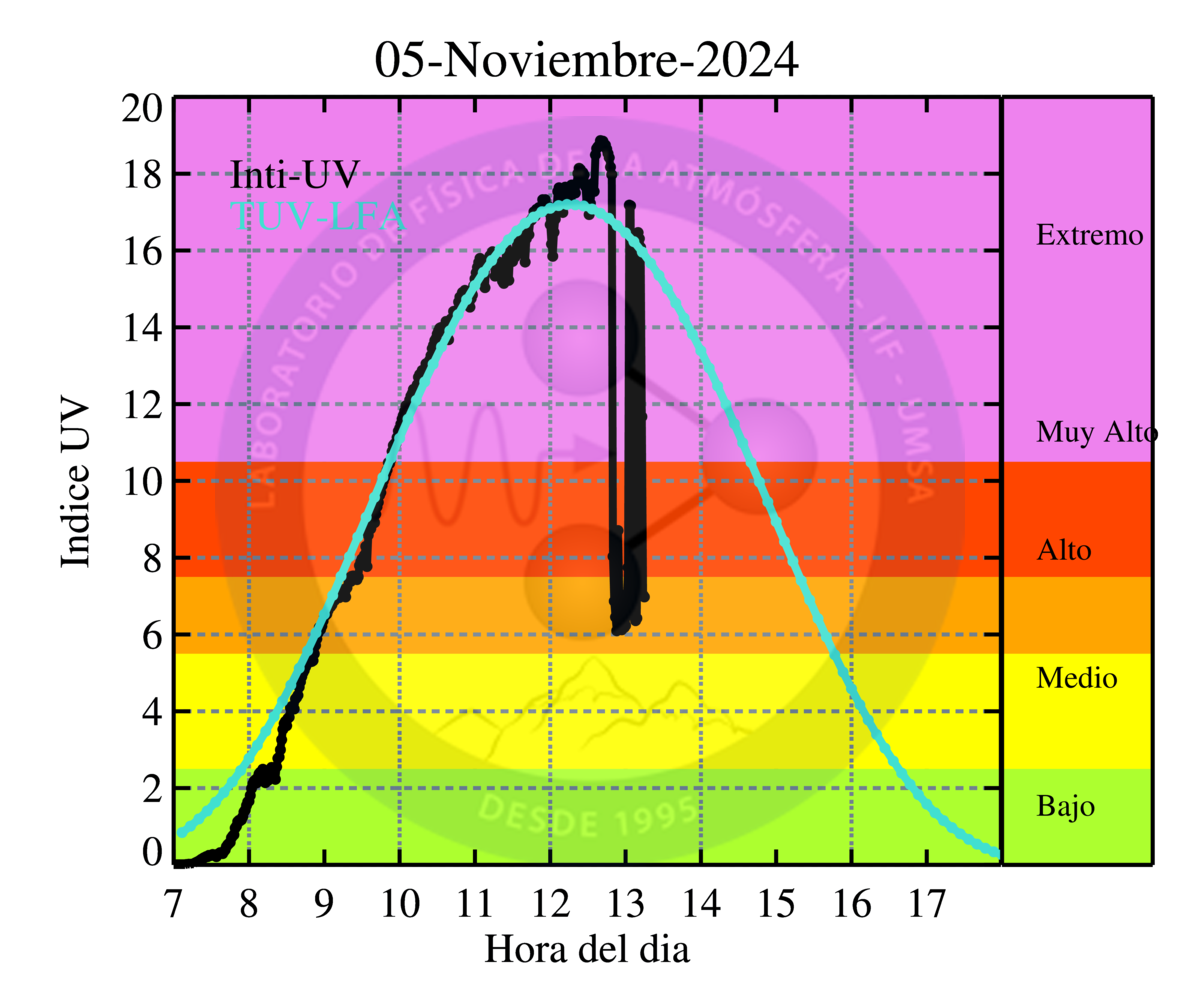 05-Noviembre-2024
20
18
16
14
12
10
8
6
4
2
0
Indice UV
Inti-UV
TUV-LFA
LABORATORIO DE FÍSICA DE LA ATMÓSFERA - IIF - UMSA
DESDE 1995
Extremo
Muy Alto
Alto
Medio
Bajo
7 8 9 10 11 12 13 14 15 16 17
Hora del dia